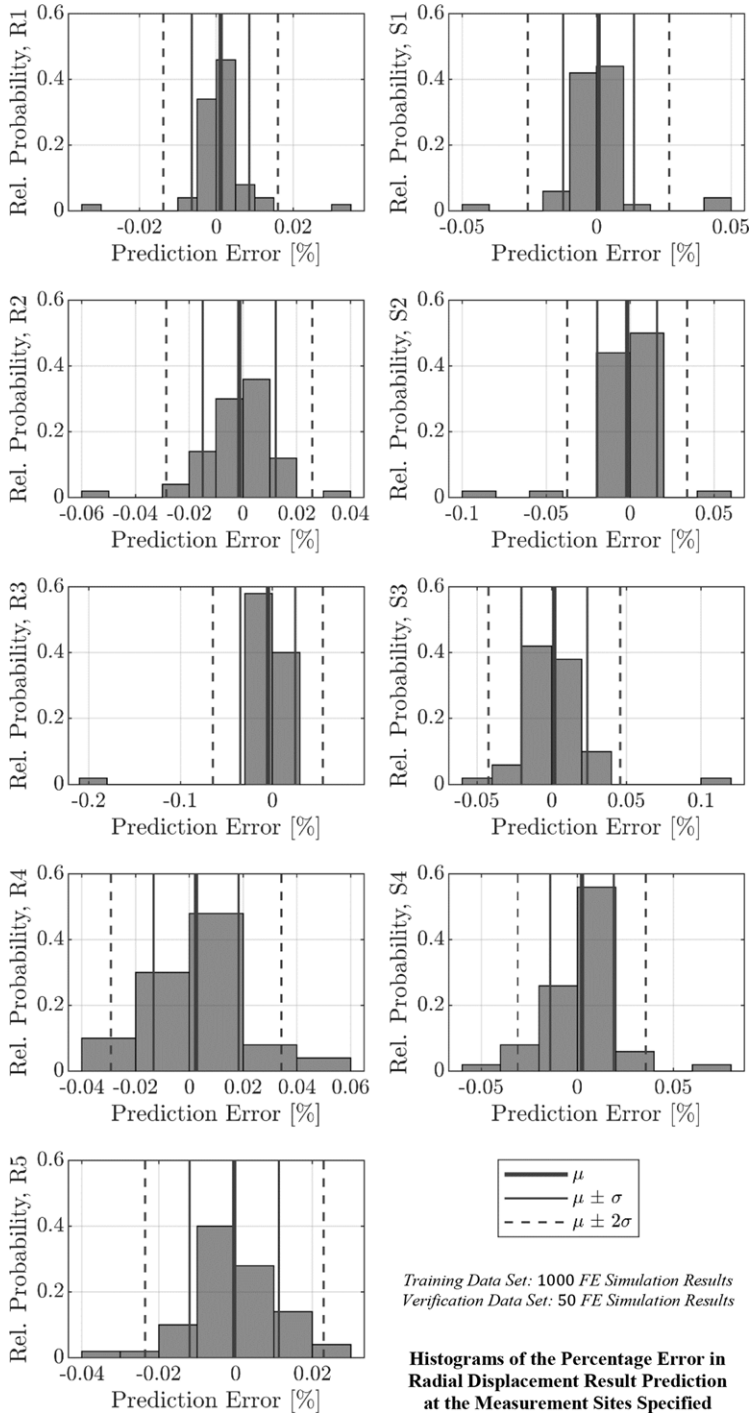 Rel. Probability, R1
0.6
0.4
0.2
0
-0.02 0 0.02
Prediction Error [%]
Rel. Probability, S1
0.6
0.4
0.2
0
-0.05 0 0.05
Prediction Error [%]
Rel. Probability, R2
0.6
0.4
0.2
0
-0.06 -0.04 -0.02 0 0.02 0.04
Prediction Error [%]
Rel. Probability, S2
0.6
0.4
0.2
0
-0.1 -0.05 0 0.05
Prediction Error [%]
Rel. Probability, R3
0.6
0.4
0.2
0
-0.2 -0.1 0
Prediction Error [%]
Rel. Probability, S3
0.6
0.4
0.2
0
-0.05 0 0.05 0.1
Prediction Error [%]
Rel. Probability, R4
0.6
0.4
0.2
0
-0.04 -0.02 0 0.02 0.04 0.06
Prediction Error [%]
Rel. Probability, S4
0.6
0.4
0.2
0
-0.05 0 0.05
Prediction Error [%]
Rel. Probability, R5
0.6
0.4
0.2
0
-0.04 -0.02 0 0.02
Prediction Error [%]
μ
μ ± σ
μ ± 2σ
Training Data Set: 1000 FE Simulation Results
Verification Data Set: 50 FE Simulation Results
Histograms of the Percentage Error in
Radial Displacement Result Prediction
at the Measurement Sites Specified